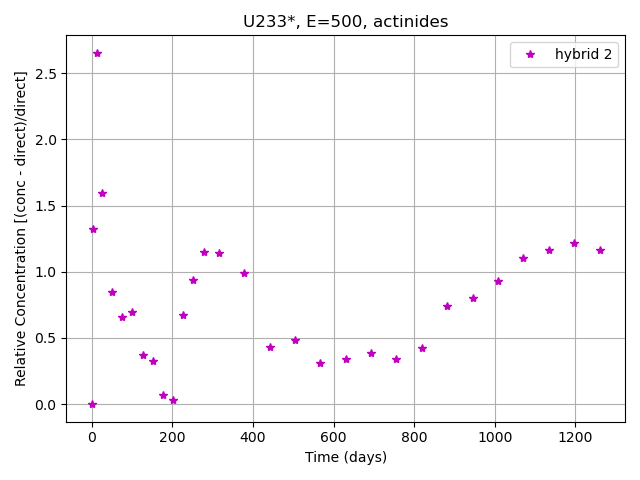 U233*, E=500, actinides
hybrid 2
Relative Concentration [(conc - direct)/direct]
2.5
2.0
1.5
1.0
0.5
0.0
0 200 400 600 800 1000 1200
Time (days)